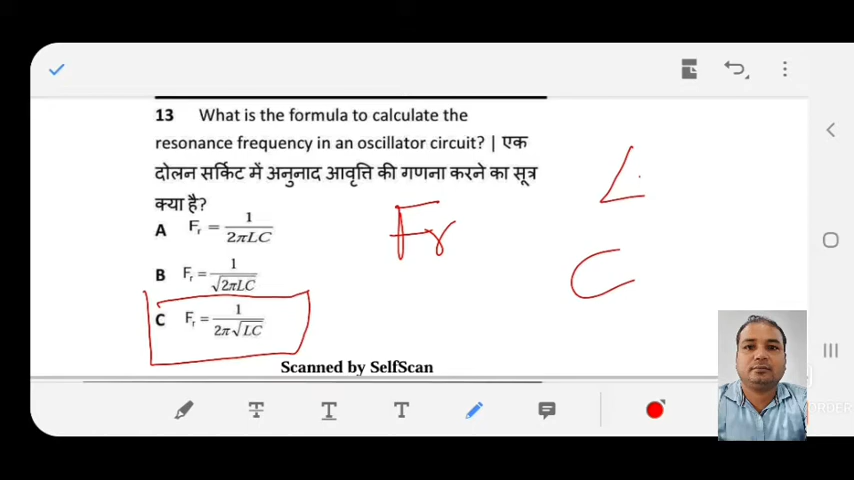 13 What is the formula to calculate the
resonance frequency in an oscillator circuit? | एक
दोलन सर्किट में अनुनाद आवृत्ति की गणना करने का सूत्र
क्या है?
A Fᵣ = 1/2πLC
B Fᵣ = 1/√2πLC
C Fᵣ = 1/2π√LC
Fr
L
C
Scanned by SelfScan
T
T
T
ORDER